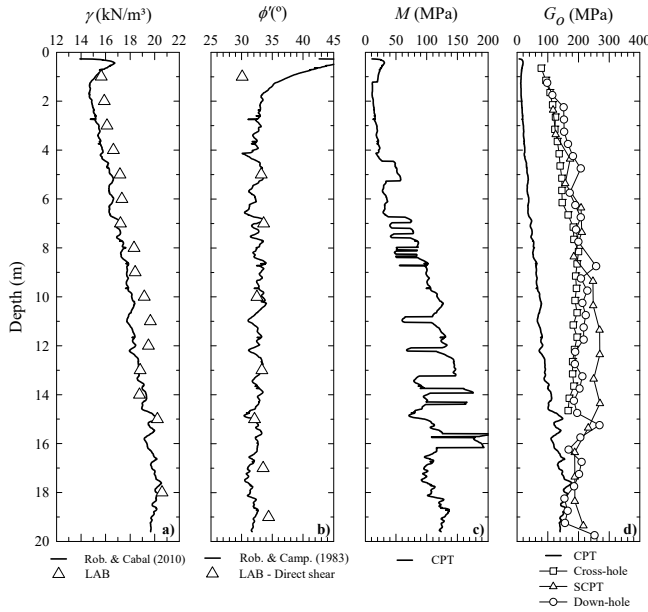 γ (kN/m³)
12 14 16 18 20 22
ϕ'(º)
25 30 35 40 45
M (MPa)
0 50 100 150 200
G₀ (MPa)
0 100 200 300 400
Depth (m)
0
2
4
6
8
10
12
14
16
18
20
a)
b)
c)
d)
Rob. & Cabal (2010)
LAB
Rob. & Camp. (1983)
LAB - Direct shear
CPT
CPT
Cross-hole
SCPT
Down-hole